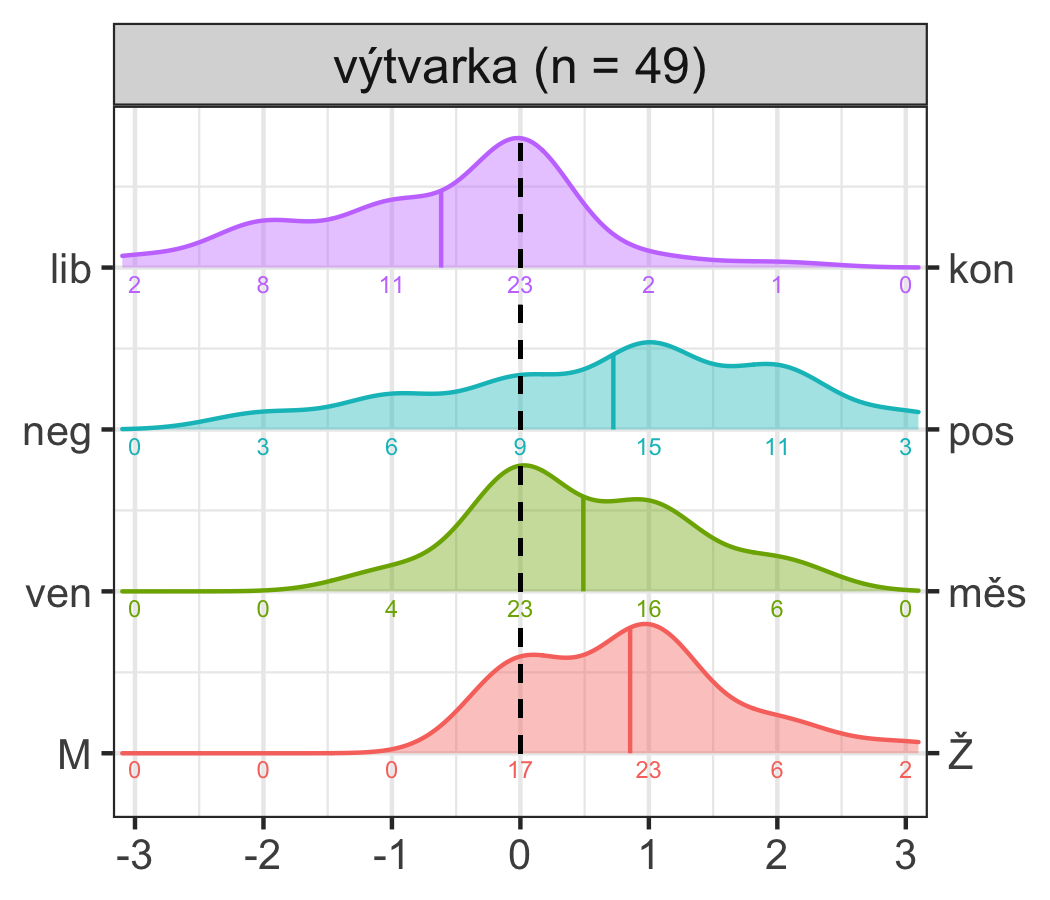 výtvarka (n = 49)
lib kon
2 8 11 23 2 1 0
neg pos
0 3 6 9 15 11 3
ven měs
0 0 4 23 16 6 0
M Ž
0 0 0 17 23 6 2
-3 -2 -1 0 1 2 3